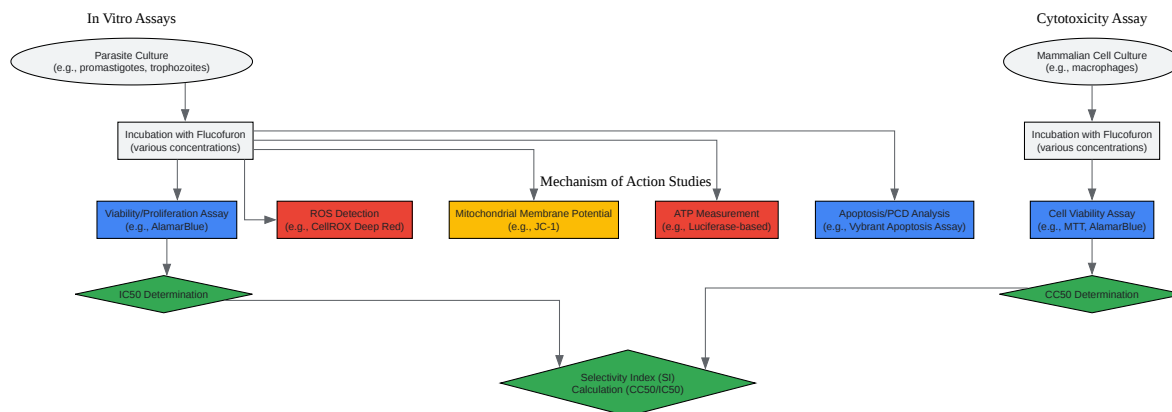 In Vitro Assays
Cytotoxicity Assay
Parasite Culture
(e.g., promastigotes, trophozoites)
Mammalian Cell Culture
(e.g., macrophages)
Incubation with Flucofuron
(various concentrations)
Incubation with Flucofuron
(various concentrations)
Mechanism of Action Studies
Viability/Proliferation Assay
(e.g., AlamarBlue)
ROS Detection
(e.g., CellROX Deep Red)
Mitochondrial Membrane Potential
(e.g., JC-1)
ATP Measurement
(e.g., Luciferase-based)
Apoptosis/PCD Analysis
(e.g., Vybrant Apoptosis Assay)
Cell Viability Assay
(e.g., MTT, AlamarBlue)
IC50 Determination
CC50 Determination
Selectivity Index (SI)
Calculation (CC50/IC50)